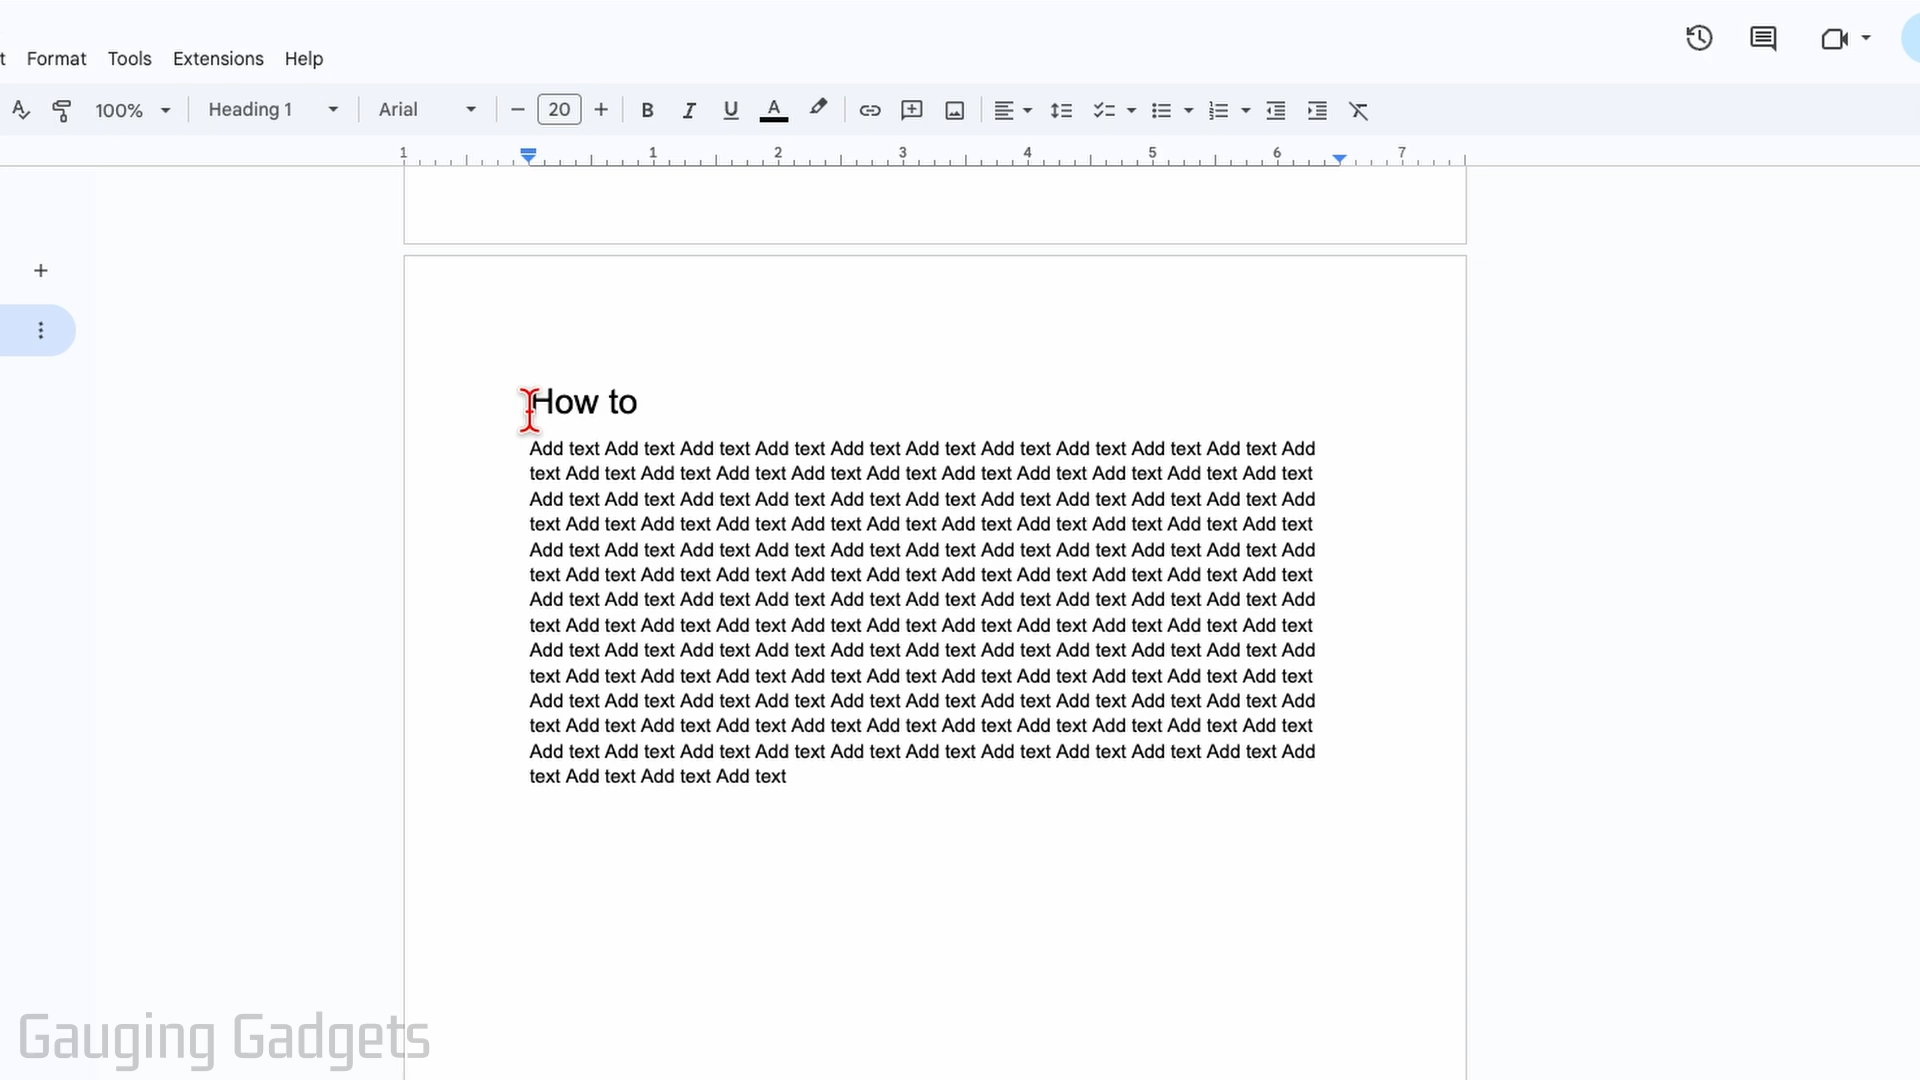 t Format Tools Extensions Help
100% Heading 1 Arial 20 B I U A
1 1 2 3 4 5 6 7
How to
Add text Add text Add text Add text Add text Add text Add text Add text Add text Add text Add
text Add text Add text Add text Add text Add text Add text Add text Add text Add text Add text
Add text Add text Add text Add text Add text Add text Add text Add text Add text Add text Add
text Add text Add text Add text Add text Add text Add text Add text Add text Add text Add text
Add text Add text Add text Add text Add text Add text Add text Add text Add text Add text Add
text Add text Add text Add text Add text Add text Add text Add text Add text Add text Add text
Add text Add text Add text Add text Add text Add text Add text Add text Add text Add text Add
text Add text Add text Add text Add text Add text Add text Add text Add text Add text Add text
Add text Add text Add text Add text Add text Add text Add text Add text Add text Add text Add
text Add text Add text Add text Add text Add text Add text Add text Add text Add text Add text
Add text Add text Add text Add text Add text Add text Add text Add text Add text Add text Add
text Add text Add text Add text Add text Add text Add text Add text Add text Add text Add text
Add text Add text Add text Add text Add text Add text Add text Add text Add text Add text Add
text Add text Add text Add text
Gauging Gadgets